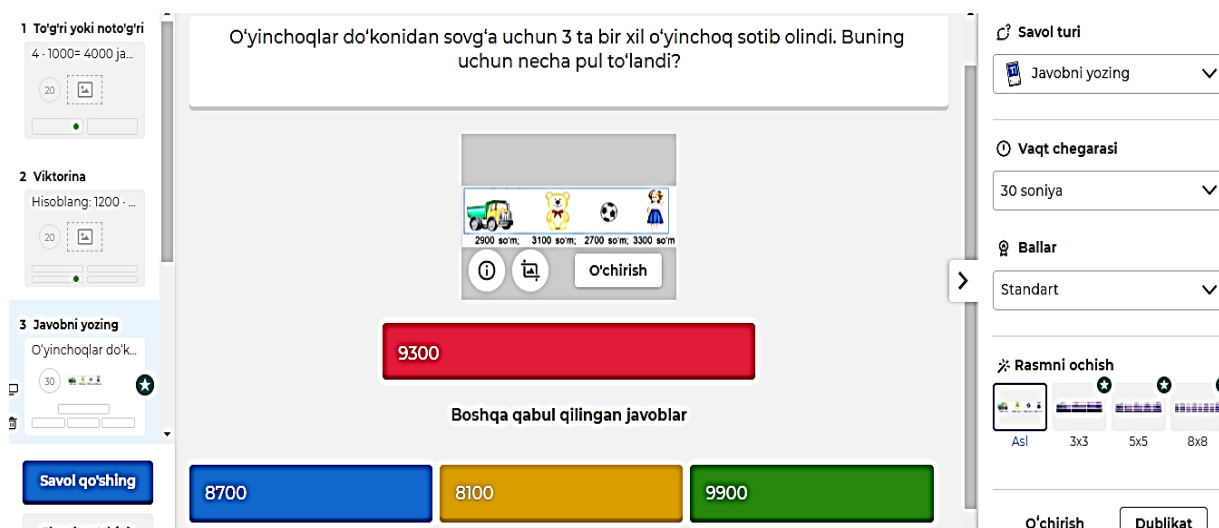 1 To'g'ri yoki noto'g'ri
4 · 1000= 4000 ja...
20
2 Viktorina
Hisoblang: 1200 · ...
20
3 Javobni yozing
O'yinchoqlar do'k...
30
Savol qo'shing
O'yinchoqlar do'konidan sovg'a uchun 3 ta bir xil o'yinchoq sotib olindi. Buning
uchun necha pul to'landi?
2900 so'm; 3100 so'm; 2700 so'm; 3300 so'm
O'chirish
9300
Boshqa qabul qilingan javoblar
8700
8100
9900
Savol turi
Javobni yozing
Vaqt chegarasi
30 soniya
Ballar
Standart
Rasmni ochish
Asl 3x3 5x5 8x8
O'chirish
Dublikat